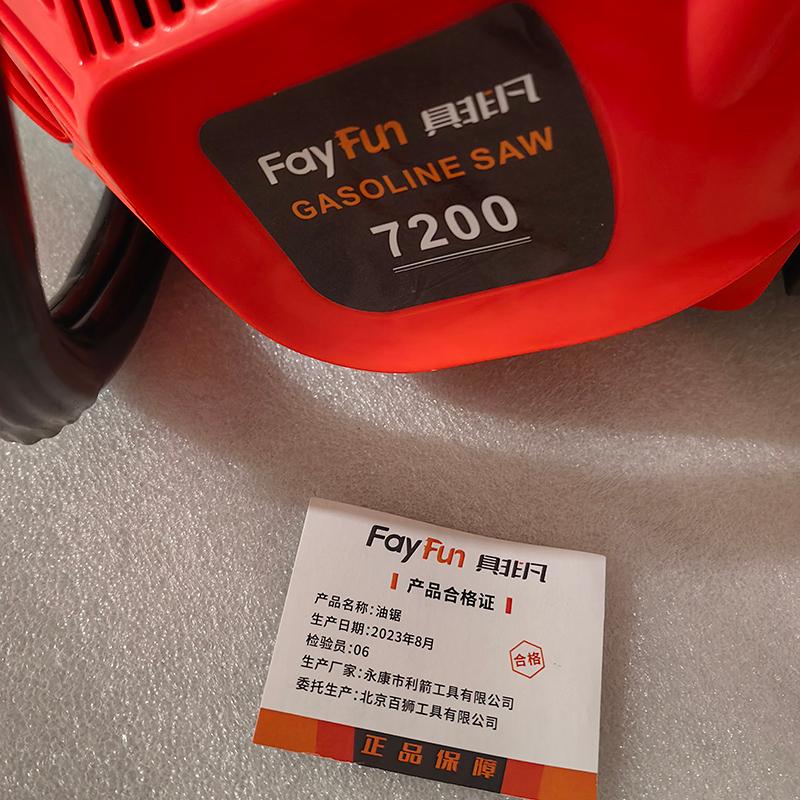 FayFun 真非凡
GASOLINE SAW
7200
FayFun 真非凡
产品合格证
产品名称:油锯
生产日期:2023年8月
检验员:06
合格
生产厂家:永康市利箭工具有限公司
委托生产:北京百狮工具有限公司
正品保障